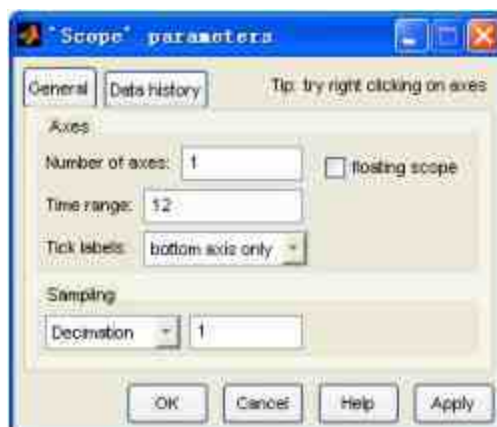 'Scope' parameters
General Data history Tip: try right clicking on axes
Axes
Number of axes: 1 floating scope
Time range: 12
Tick labels: bottom axis only
Sampling
Decimation 1
OK Cancel Help Apply